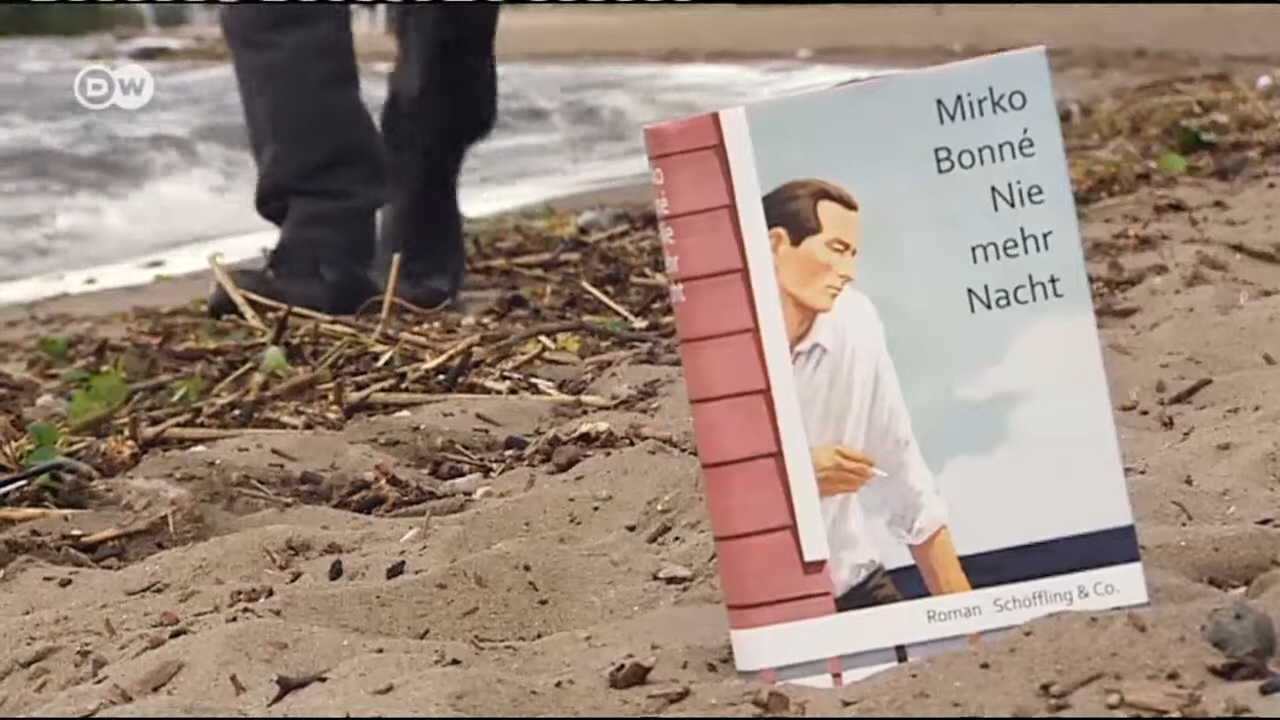 DW
Mirko
Bonné
Nie
mehr
Nacht
Roman Schöffling & Co.